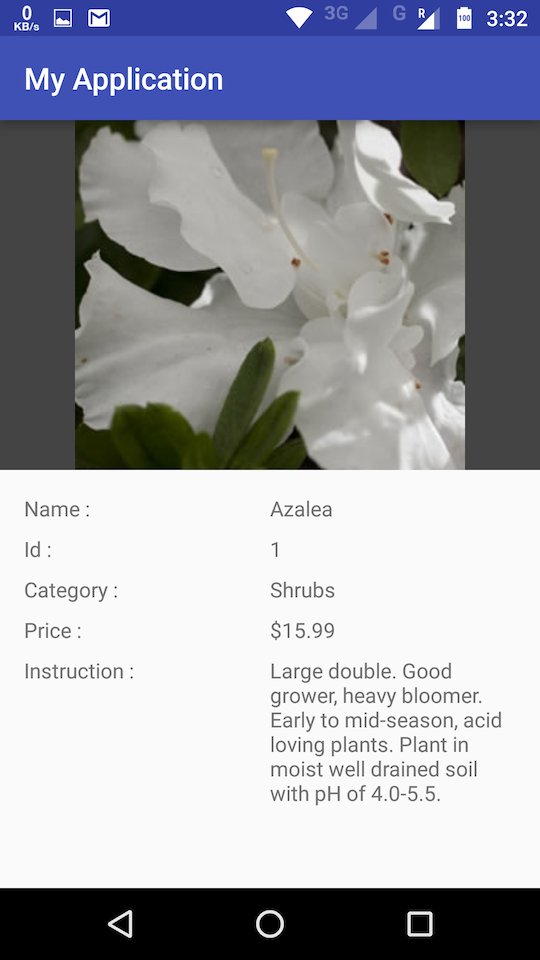 0
KB/s
3G
G
R
100
3:32
My Application
Name :
Azalea
Id :
1
Category :
Shrubs
Price :
$15.99
Instruction :
Large double. Good
grower, heavy bloomer.
Early to mid-season, acid
loving plants. Plant in
moist well drained soil
with pH of 4.0-5.5.